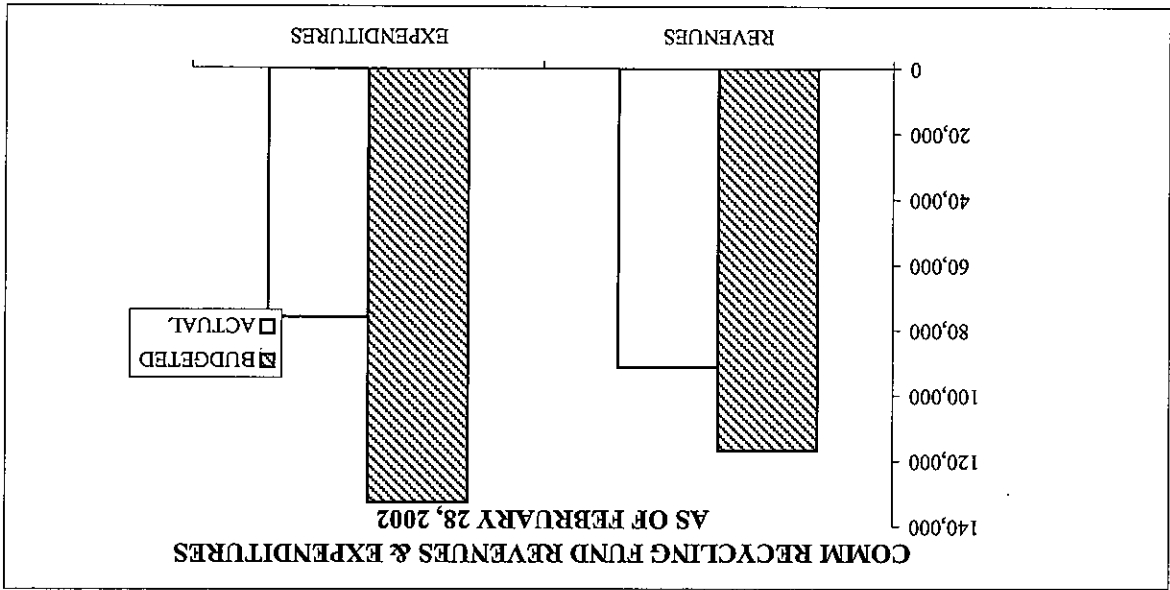 COMM RECYCLING FUND REVENUES & EXPENDITURES
AS OF FEBRUARY 28, 2002
140,000
120,000
100,000
80,000
60,000
40,000
20,000
0
REVENUES
EXPENDITURES
BUDGETED
ACTUAL